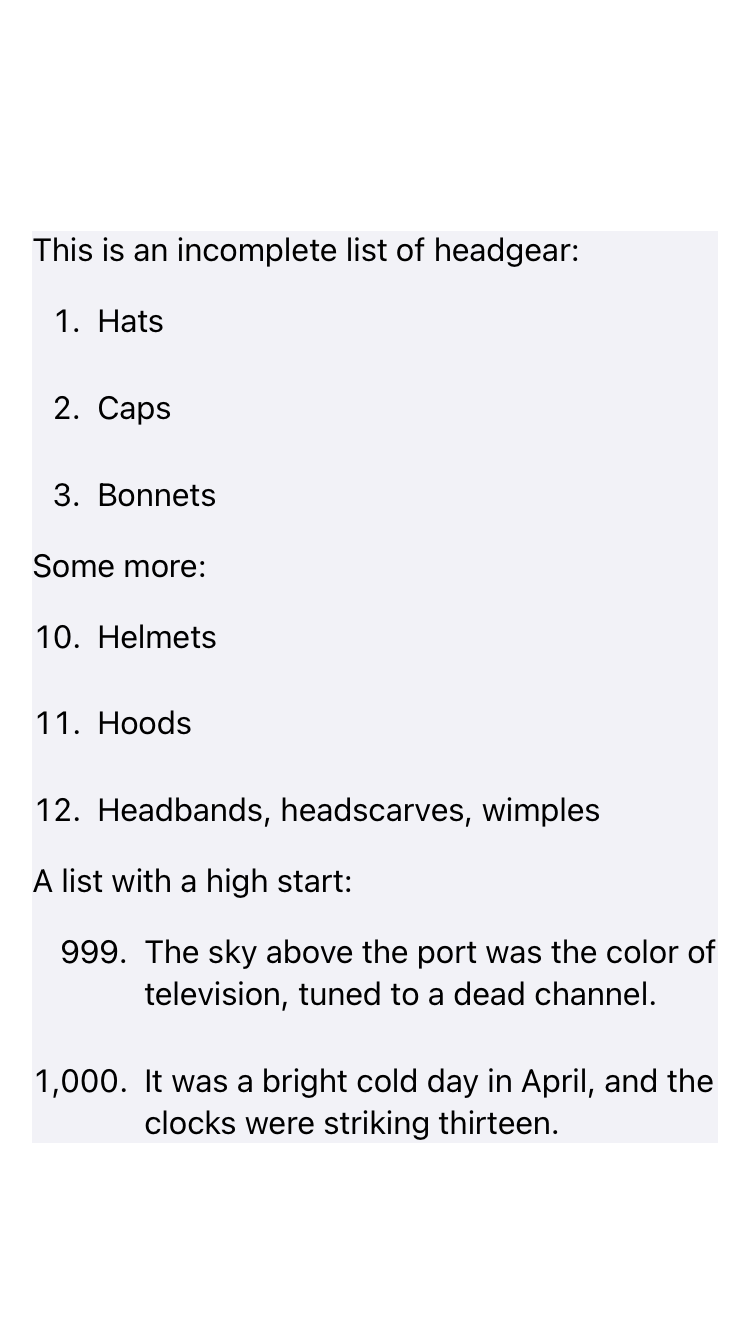 This is an incomplete list of headgear:
1. Hats
2. Caps
3. Bonnets
Some more:
10. Helmets
11. Hoods
12. Headbands, headscarves, wimples
A list with a high start:
999. The sky above the port was the color of
television, tuned to a dead channel.
1,000. It was a bright cold day in April, and the
clocks were striking thirteen.